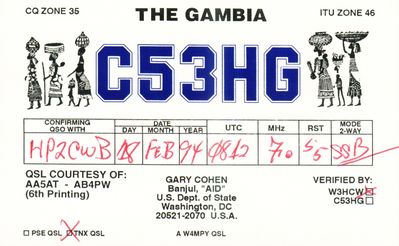 CQ ZONE 35 THE GAMBIA ITU ZONE 46
C53HG
CONFIRMING QSO WITH DATE DAY MONTH YEAR UTC MHz RST MODE 2-WAY
HP2CWB 18 FEB 94 0812 7.0 55 SSB
QSL COURTESY OF:
AA5AT - AB4PW
(6th Printing)
GARY COHEN
Banjul, "AID"
U.S. Dept. of State
Washington, DC
20521-2070 U.S.A.
VERIFIED BY:
W3HCW
C53HG
PSE QSL TNX QSL
A W4MPY QSL